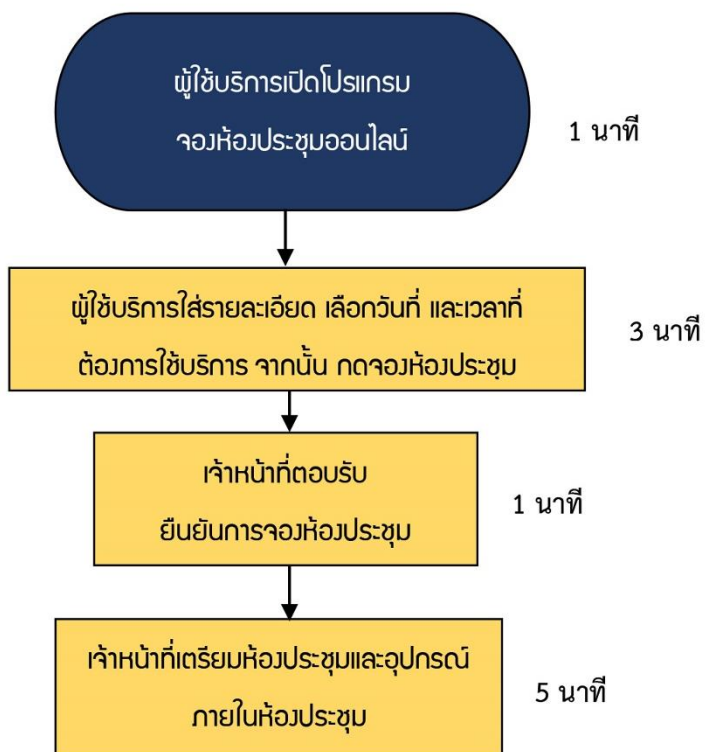 ผู้ใช้บริการเปิดโปรแกรม
จองห้องประชุมออนไลน์
1 นาที
ผู้ใช้บริการใส่รายละเอียด เลือกวันที่ และเวลาที่
ต้องการใช้บริการ จากนั้น กดจองห้องประชุม
3 นาที
เจ้าหน้าที่ตอบรับ
ยืนยันการจองห้องประชุม
1 นาที
เจ้าหน้าที่เตรียมห้องประชุมและอุปกรณ์
ภายในห้องประชุม
5 นาที